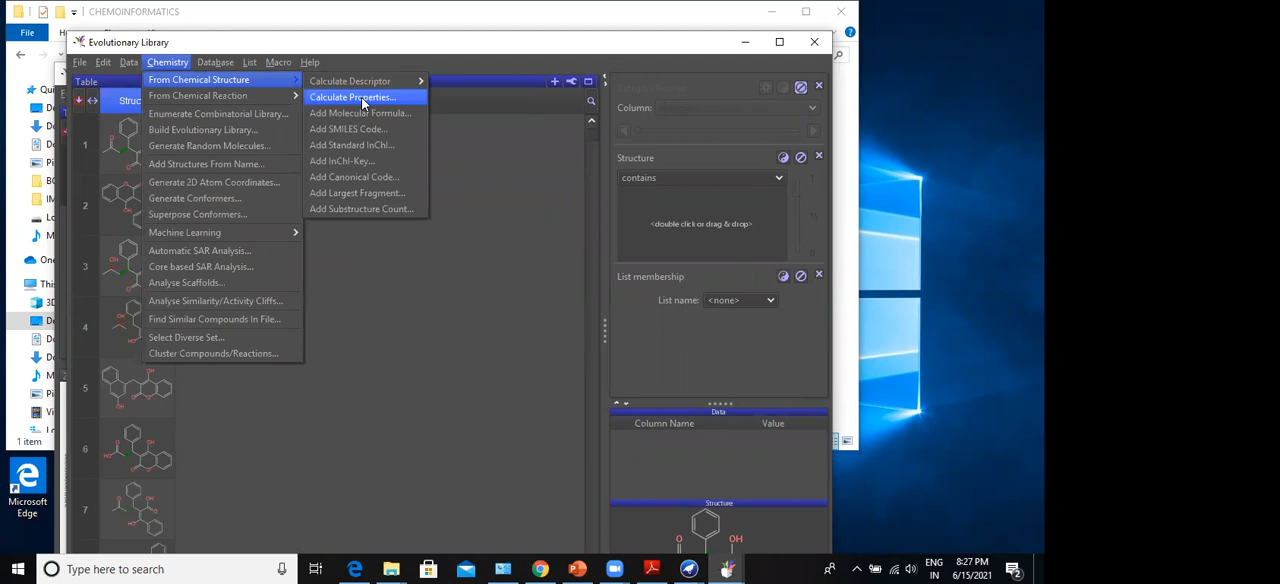 CHEMOINFORMATICS
File
Evolutionary Library
File Edit Data Chemistry Database List Macro Help
Table
Struc
From Chemical Structure
From Chemical Reaction
Enumerate Combinatorial Library...
Build Evolutionary Library...
Generate Random Molecules...
Add Structures From Name...
Generate 2D Atom Coordinates...
Generate Conformers...
Superpose Conformers...
Machine Learning
Automatic SAR Analysis...
Core based SAR Analysis...
Analyse Scaffolds...
Analyse Similarity/Activity Cliffs...
Find Similar Compounds In File...
Select Diverse Set...
Cluster Compounds/Reactions...
Calculate Descriptor
Calculate Properties...
Add Molecular Formula...
Add SMILES Code...
Add Standard InChI...
Add InChI-Key...
Add Canonical Code...
Add Largest Fragment...
Add Substructure Count...
Column:
Structure
contains
<double click or drag & drop>
List membership
List name: <none>
Data
Column Name Value
Structure
OH
1
2
3
4
5
6
7
1 item
Microsoft
Edge
Type here to search
ENG
IN
8:27 PM
6/15/2021
2